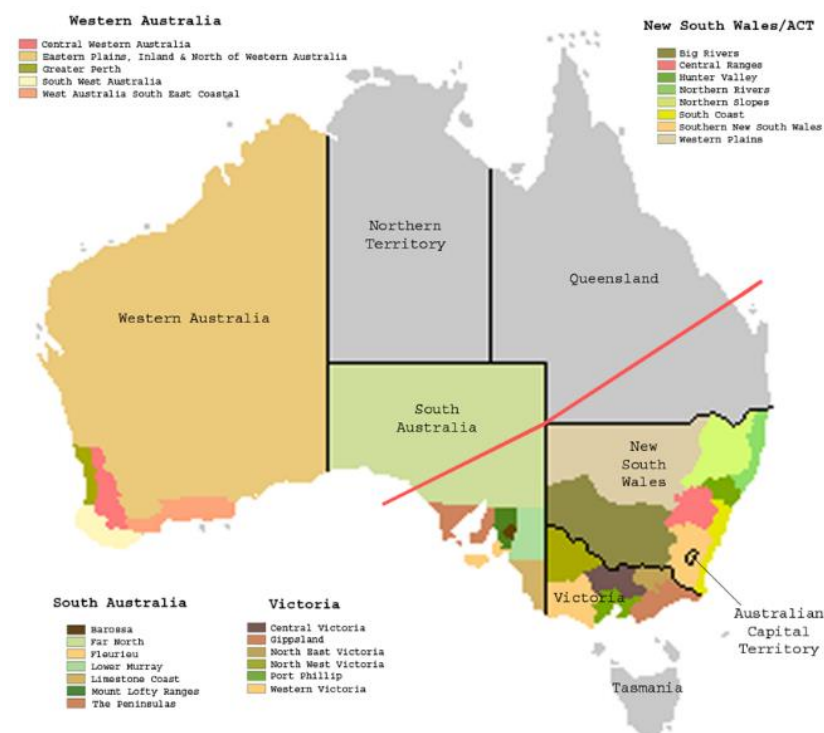 Western Australia
Central Western Australia
Eastern Plains, Inland & North of Western Australia
Greater Perth
South West Australia
West Australia South East Coastal
New South Wales/ACT
Big Rivers
Central Ranges
Hunter Valley
Northern Rivers
Northern Slopes
South Coast
Southern New South Wales
Western Plains
Northern
Territory
Queensland
Western Australia
South
Australia
New
South
Wales
Victoria
Australian
Capital
Territory
Tasmania
South Australia
Barossa
Far North
Fleurieu
Lower Murray
Limestone Coast
Mount Lofty Ranges
The Peninsulas
Victoria
Central Victoria
Gippsland
North East Victoria
North West Victoria
Port Phillip
Western Victoria